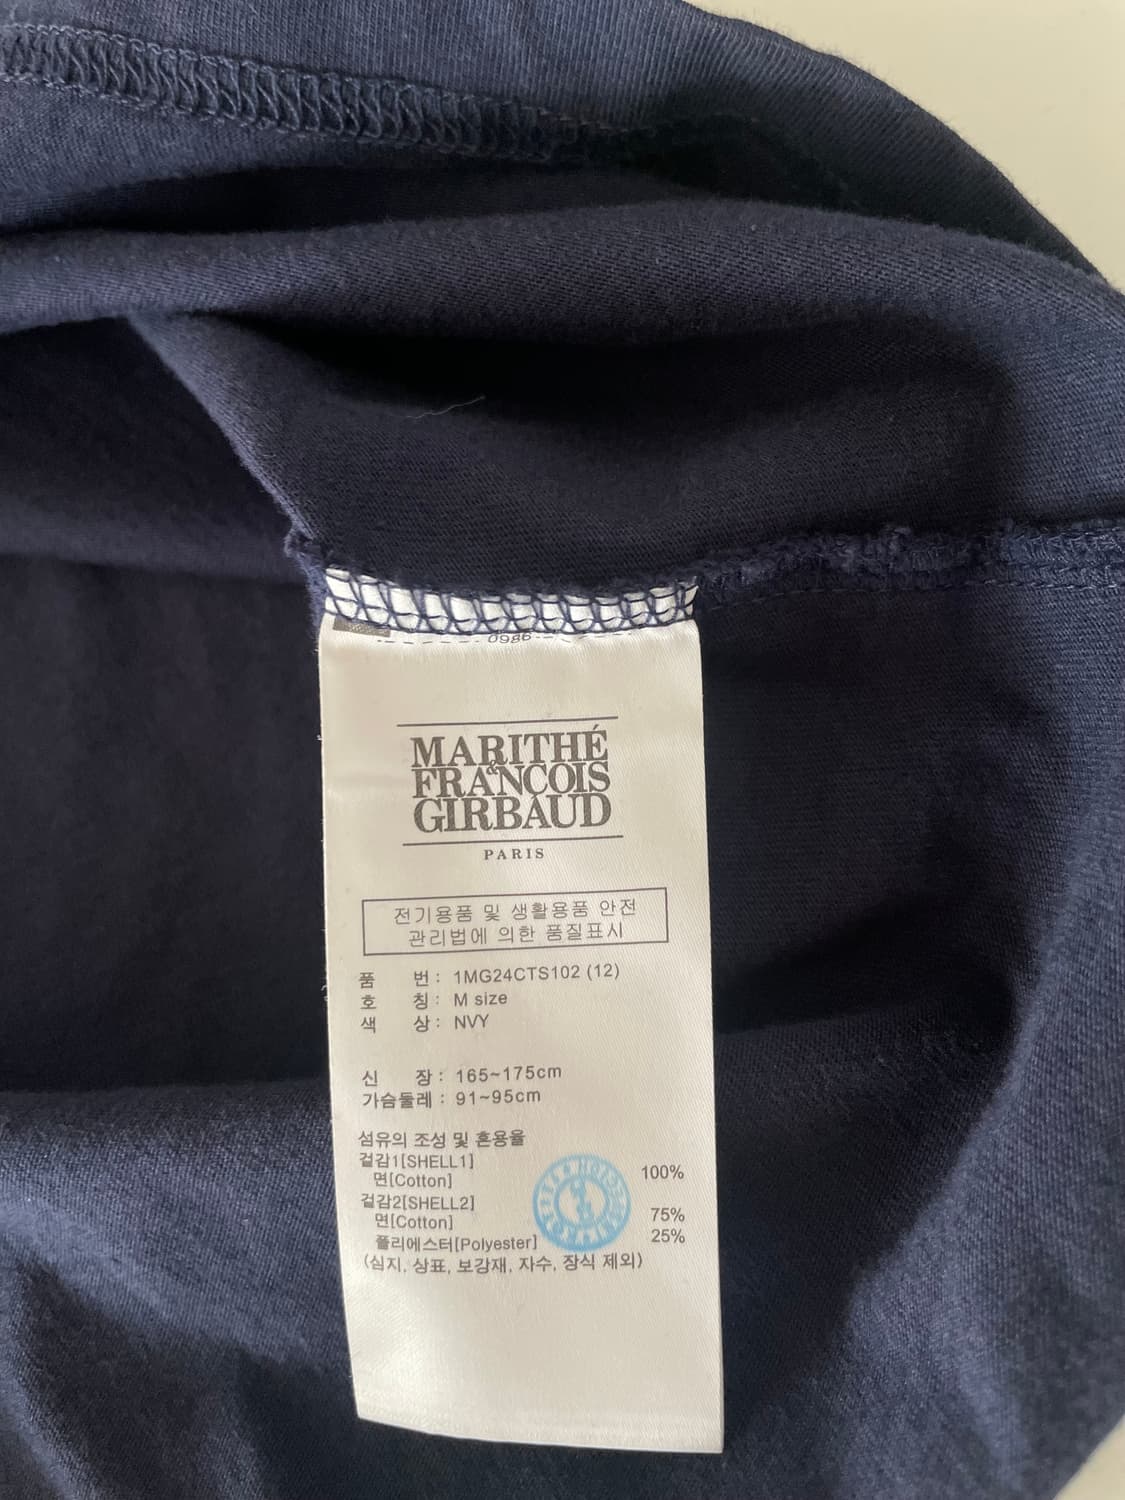 0986
MARITHÉ
&
FRANCOIS
GIRBAUD
PARIS
전기용품 및 생활용품 안전
관리법에 의한 품질표시
품 번 : 1MG24CTS102 (12)
호 칭 : M size
색 상 : NVY
신 장 : 165~175cm
가슴둘레 : 91~95cm
섬유의 조성 및 혼용율
겉감1[SHELL1]
면[Cotton] 100%
겉감2[SHELL2]
면[Cotton] 75%
폴리에스터[Polyester] 25%
(심지, 상표, 보강재, 자수, 장식 제외)